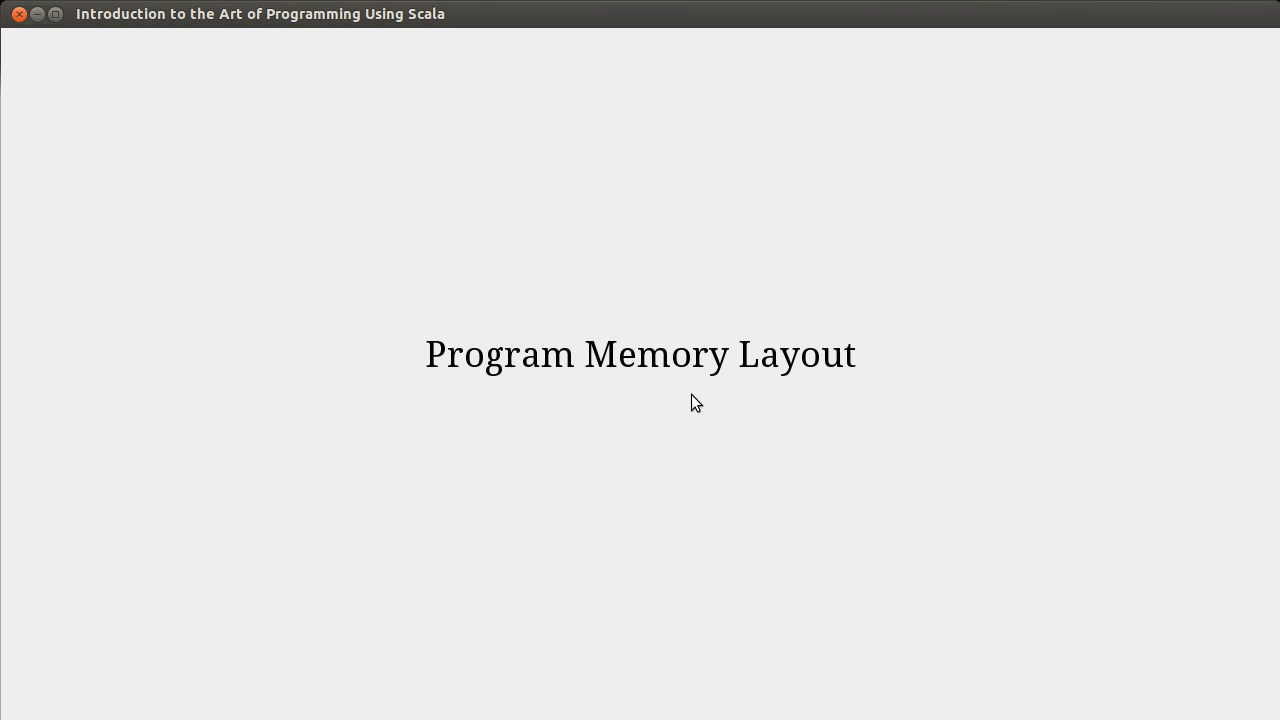 Introduction to the Art of Programming Using Scala
Program Memory Layout